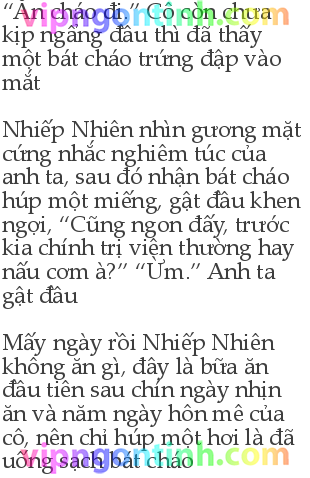 “Ăn cháo đi.” Cô còn chưa
kịp ngẩng đầu thì đã thấy
một bát cháo trứng đập vào
mắt
Nhiếp Nhiên nhìn gương mặt
cứng nhắc nghiêm túc của
anh ta, sau đó nhận bát cháo
húp một miếng, gật đầu khen
ngợi, “Cũng ngon đấy, trước
kia chính trị viện thường hay
nấu cơm à?” “Ừm.” Anh ta
gật đầu
Mấy ngày rồi Nhiếp Nhiên
không ăn gì, đây là bữa ăn
đầu tiên sau chín ngày nhịn
ăn và năm ngày hôn mê của
cô, nên chỉ húp một hơi là đã
uống sạch bát cháo
vipngontinh.com
vipngontinh.com